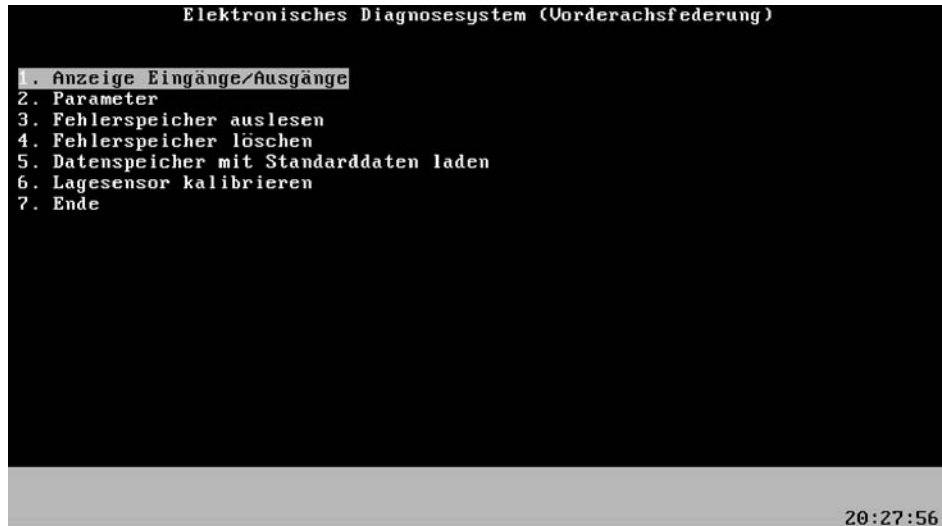 Elektronisches Diagnosesystem (Vorderachsfederung)
1. Anzeige Eingänge/Ausgänge
2. Parameter
3. Fehlerspeicher auslesen
4. Fehlerspeicher löschen
5. Datenspeicher mit Standarddaten laden
6. Lagesensor kalibrieren
7. Ende
20:27:56